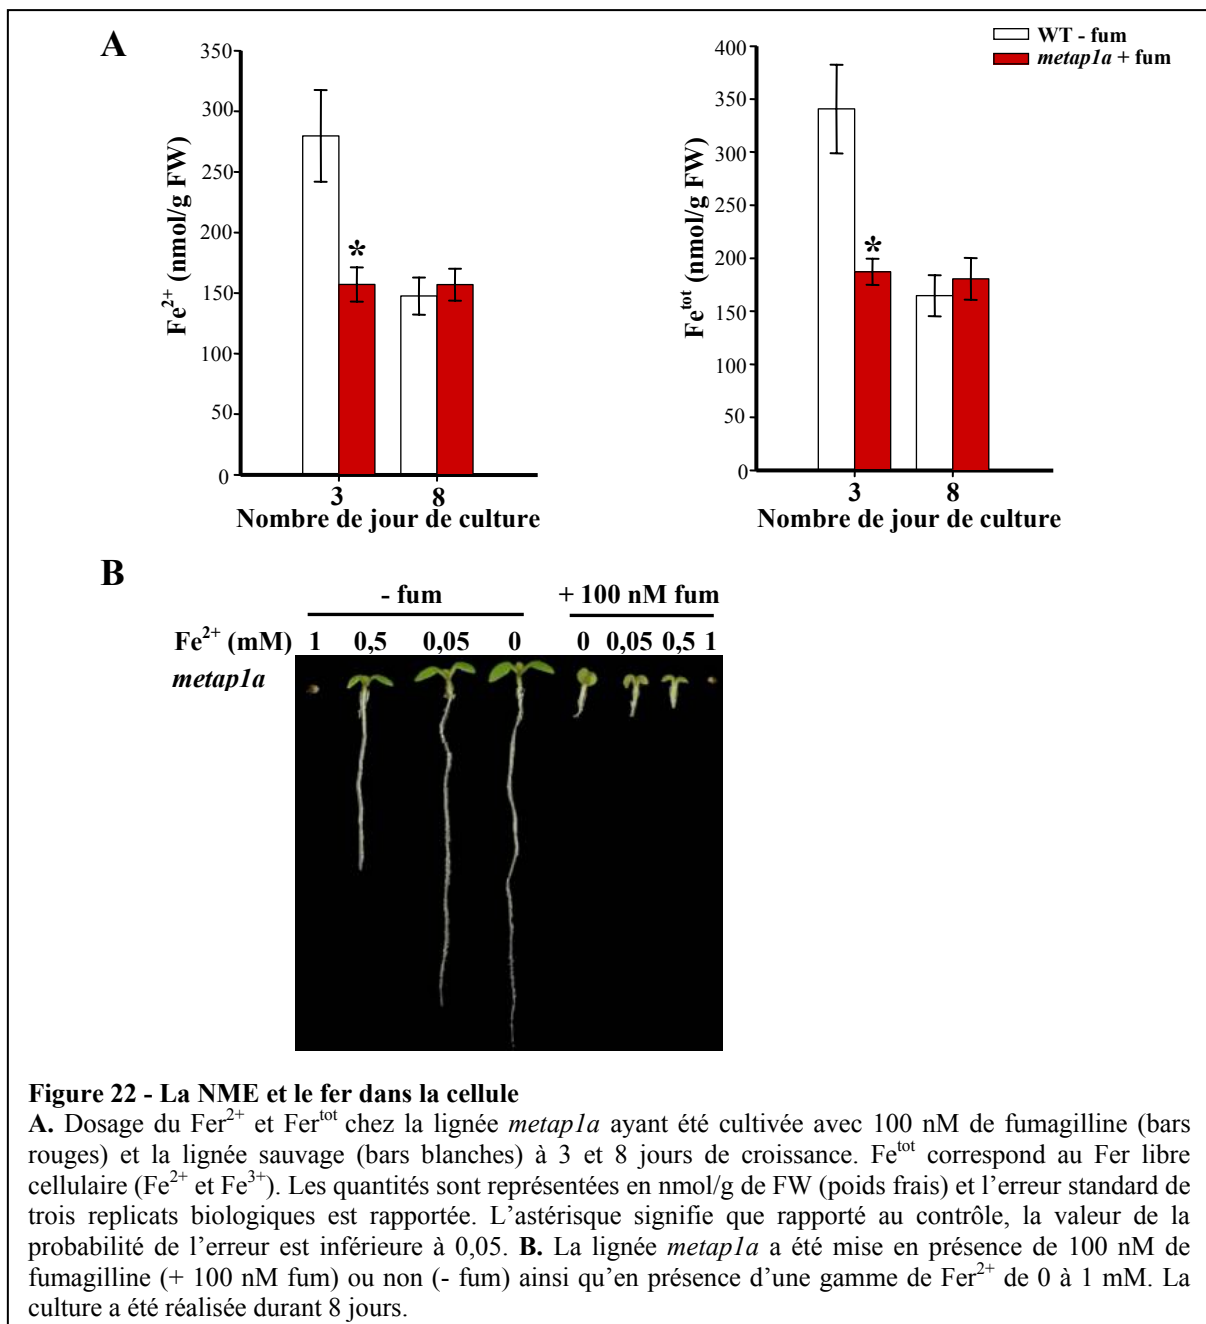 A
WT - fum
metap1a + fum
350
300
250
200
150
100
50
0
Fe²⁺ (nmol/g FW)
*
3 8
Nombre de jour de culture
400
350
300
250
200
150
100
50
0
Fe^tot (nmol/g FW)
*
3 8
Nombre de jour de culture
B
- fum + 100 nM fum
Fe²⁺ (mM) 1 0,5 0,05 0 0 0,05 0,5 1
metap1a
Figure 22 - La NME et le fer dans la cellule
A. Dosage du Fer²⁺ et Fer^tot chez la lignée metap1a ayant été cultivée avec 100 nM de fumagilline (bars
rouges) et la lignée sauvage (bars blanches) à 3 et 8 jours de croissance. Fe^tot correspond au Fer libre
cellulaire (Fe²⁺ et Fe³⁺). Les quantités sont représentées en nmol/g de FW (poids frais) et l'erreur standard de
trois replicats biologiques est rapportée. L'astérisque signifie que rapporté au contrôle, la valeur de la
probabilité de l'erreur est inférieure à 0,05. B. La lignée metap1a a été mise en présence de 100 nM de
fumagilline (+ 100 nM fum) ou non (- fum) ainsi qu'en présence d'une gamme de Fer²⁺ de 0 à 1 mM. La
culture a été réalisée durant 8 jours.